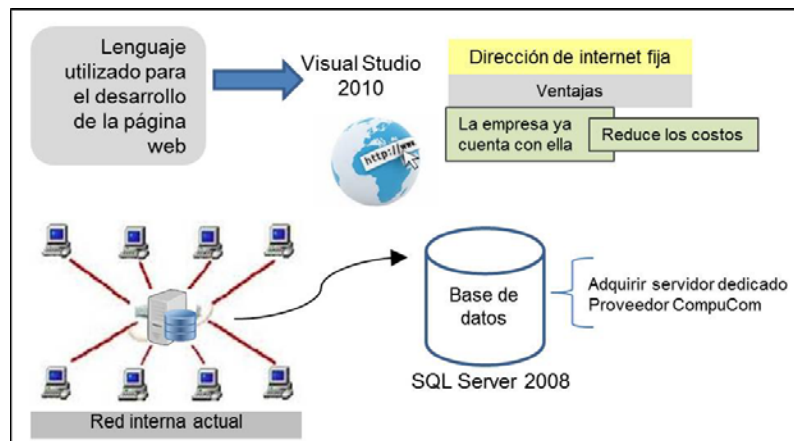 Lenguaje
utilizado para
el desarrollo
de la página
web
Visual Studio
2010
Dirección de internet fija
Ventajas
La empresa ya
cuenta con ella
Reduce los costos
http://ww
Base de
datos
Adquirir servidor dedicado
Proveedor CompuCom
SQL Server 2008
Red interna actual